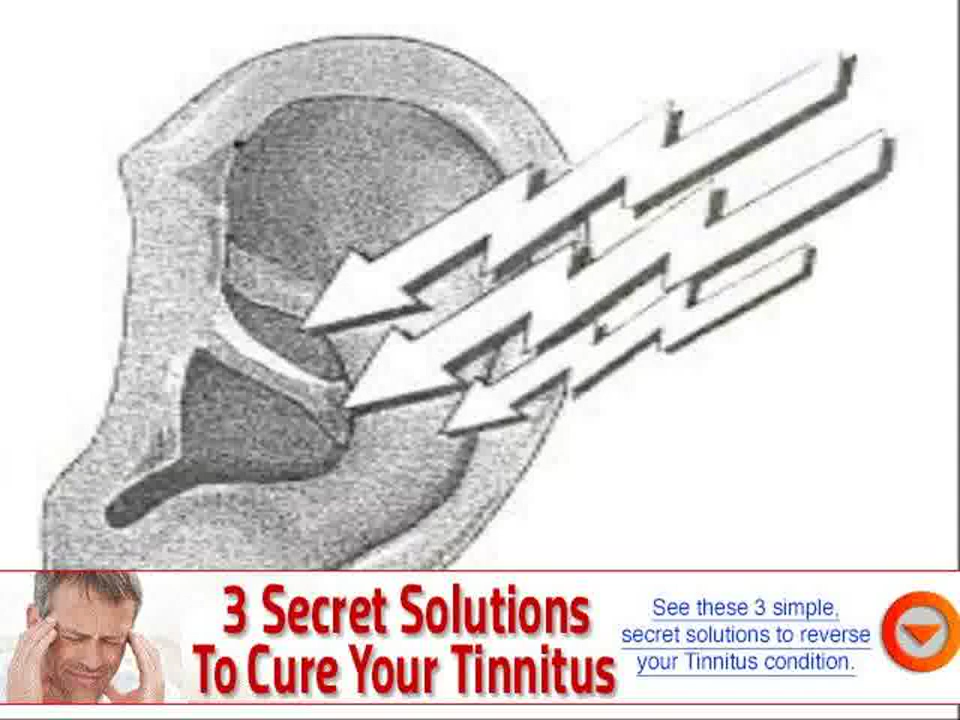 3 Secret Solutions
To Cure Your Tinnitus
See these 3 simple,
secret solutions to reverse
your Tinnitus condition.